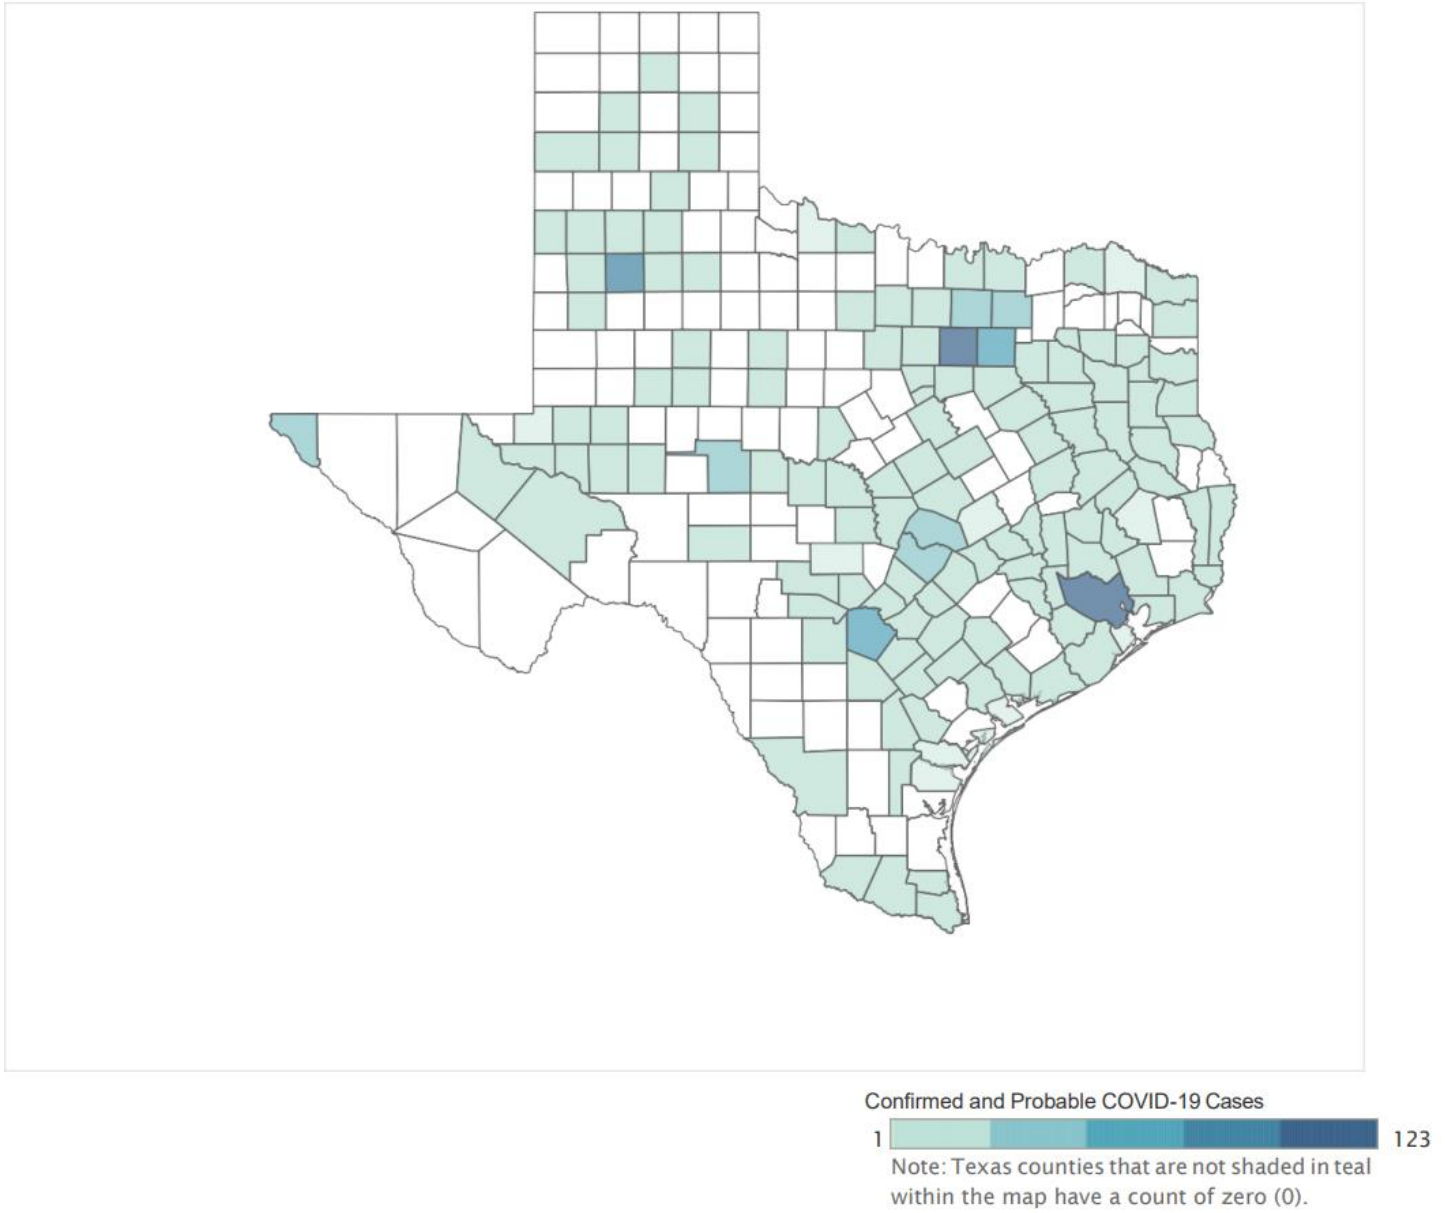 Confirmed and Probable COVID-19 Cases
1 123
Note: Texas counties that are not shaded in teal
within the map have a count of zero (0).